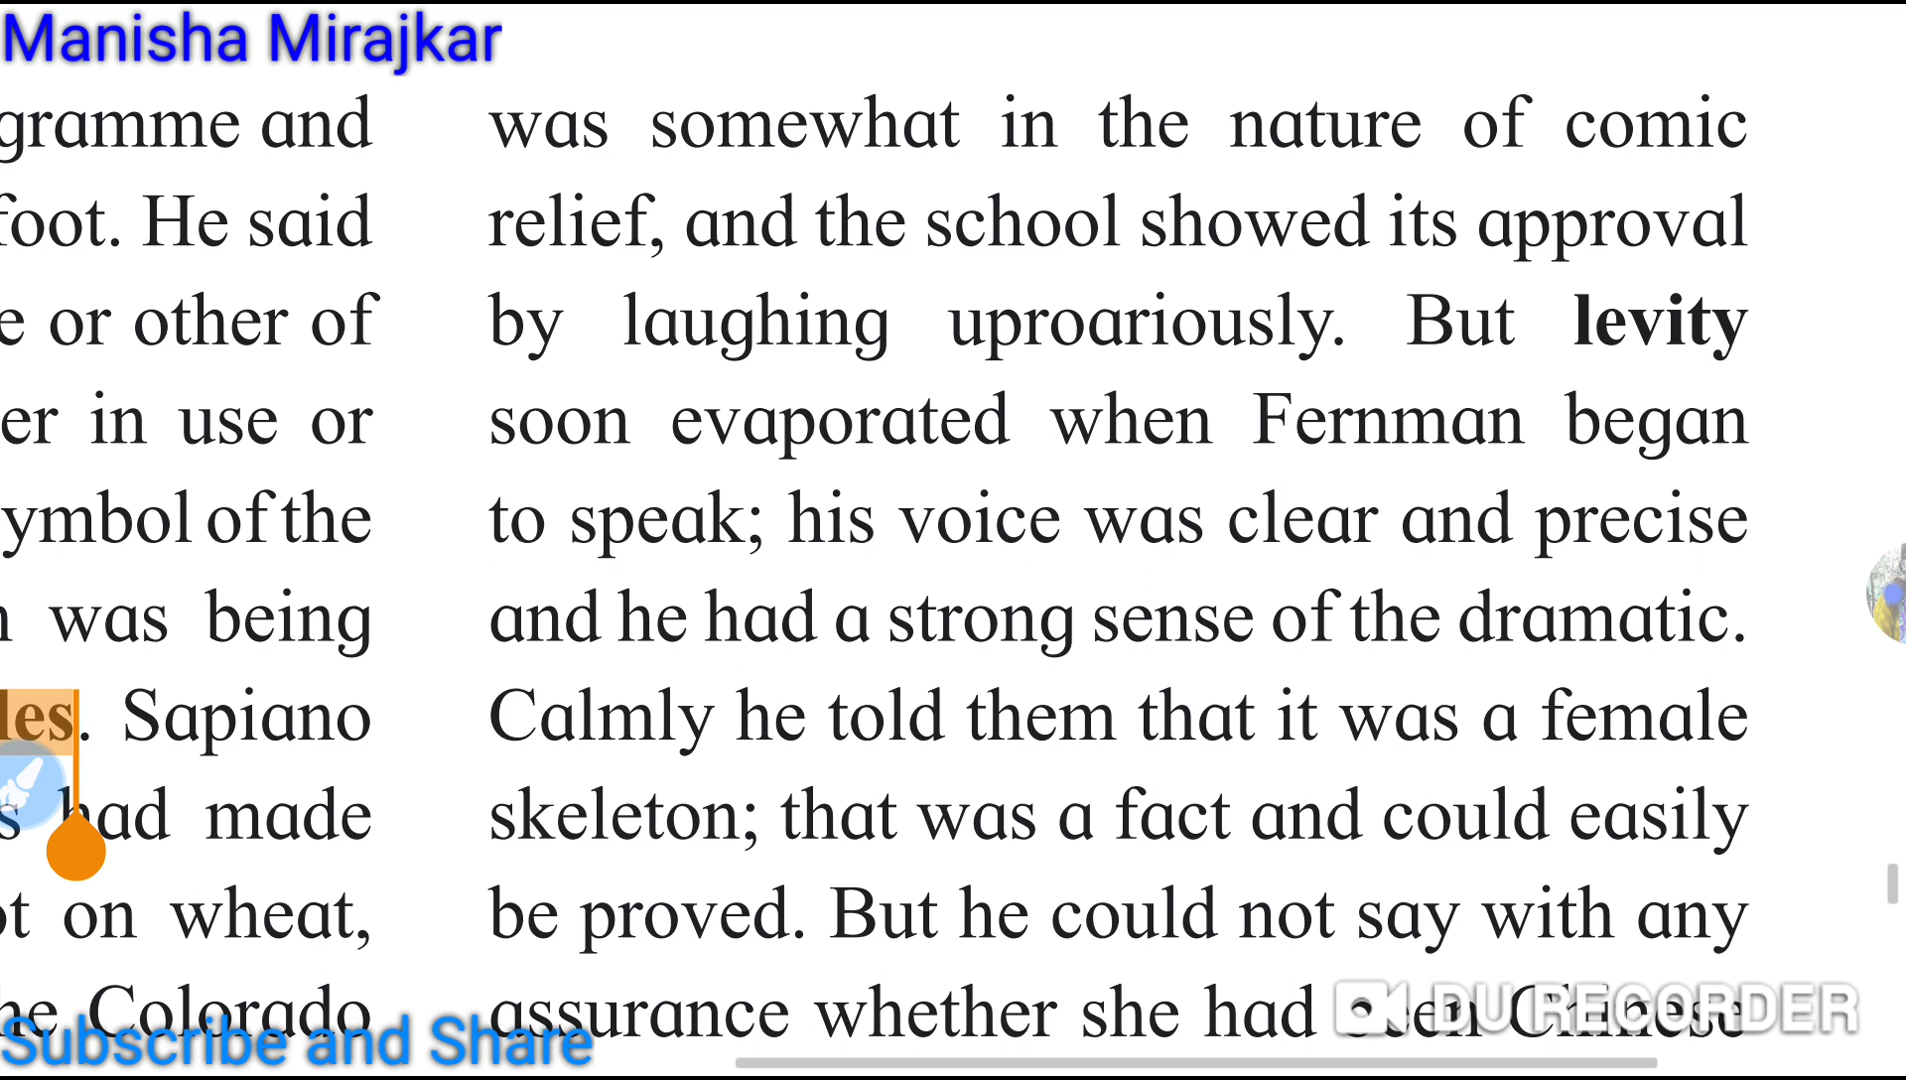 Manisha Mirajkar
gramme and
foot. He said
e or other of
er in use or
ymbol of the
was being
les. Sapiano
s had made
ot on wheat,
he Colorado
was somewhat in the nature of comic
relief, and the school showed its approval
by laughing uproariously. But levity
soon evaporated when Fernman began
to speak; his voice was clear and precise
and he had a strong sense of the dramatic.
Calmly he told them that it was a female
skeleton; that was a fact and could easily
be proved. But he could not say with any
assurance whether she had been Chinese
Subscribe and Share
DU RECORDER